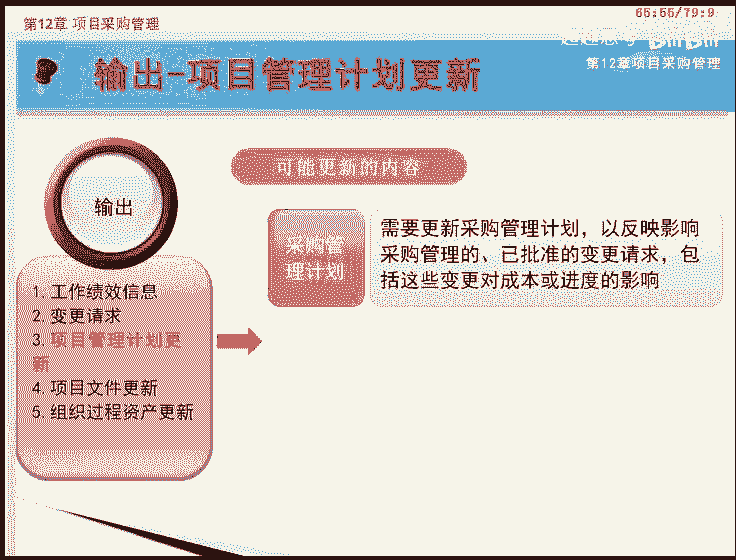 第12章 项目采购管理
65:55/79:9
第12章项目采购管理
输出-项目管理计划更新
可能更新的内容
输出
采购管
理计划
需要更新采购管理计划，以反映影响
采购管理的、已批准的变更请求，包
括这些变更对成本或进度的影响
1. 工作绩效信息
2. 变更请求
3. 项目管理计划更
新
4. 项目文件更新
5. 组织过程资产更新